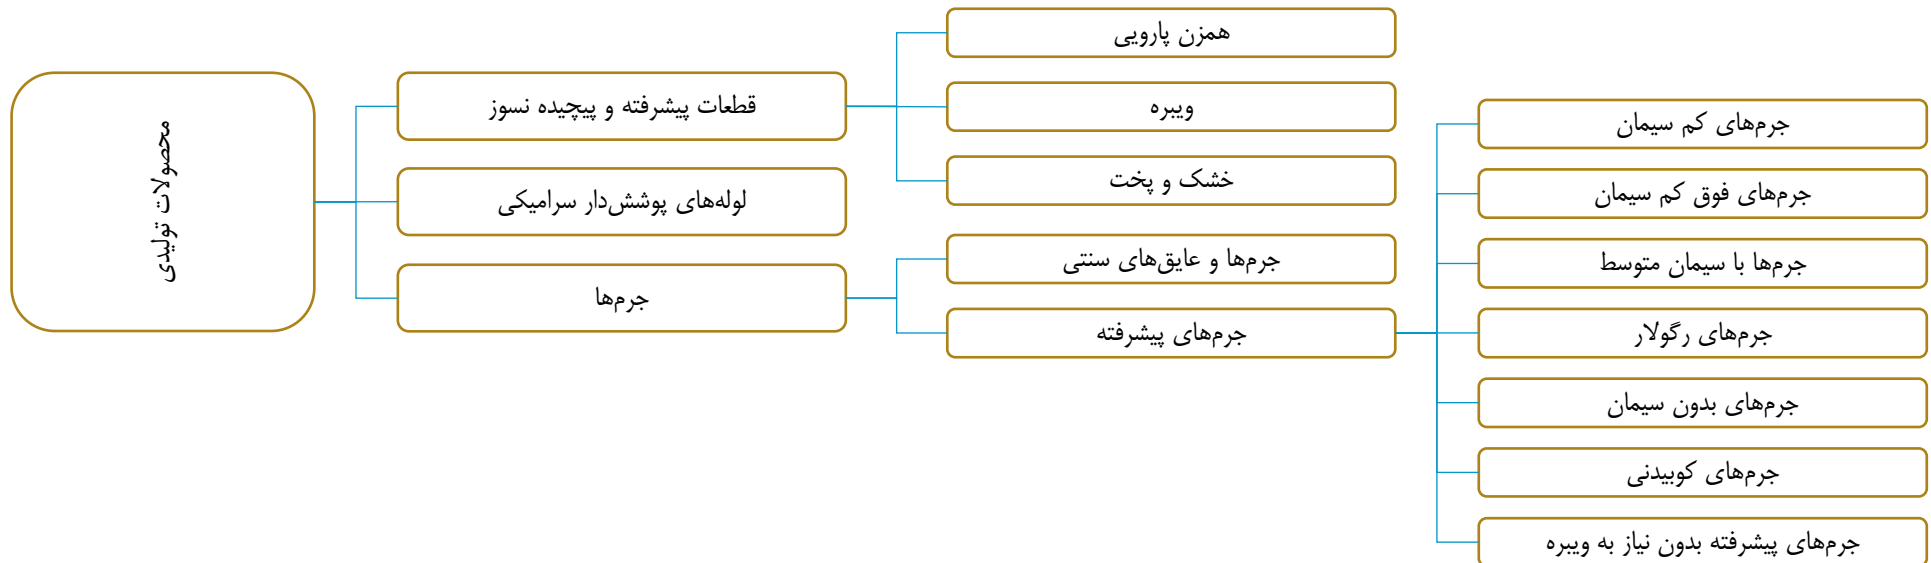 محصولات تولیدی
قطعات پیشرفته و پیچیده نسوز
همزن پارویی
ویبره
خشک و پخت
لوله‌های پوشش‌دار سرامیکی
جرم‌ها
جرم‌ها و عایق‌های سنتی
جرم‌های پیشرفته
جرم‌های کم سیمان
جرم‌های فوق کم سیمان
جرم‌ها با سیمان متوسط
جرم‌های رگولار
جرم‌های بدون سیمان
جرم‌های کوبیدنی
جرم‌های پیشرفته بدون نیاز به ویبره